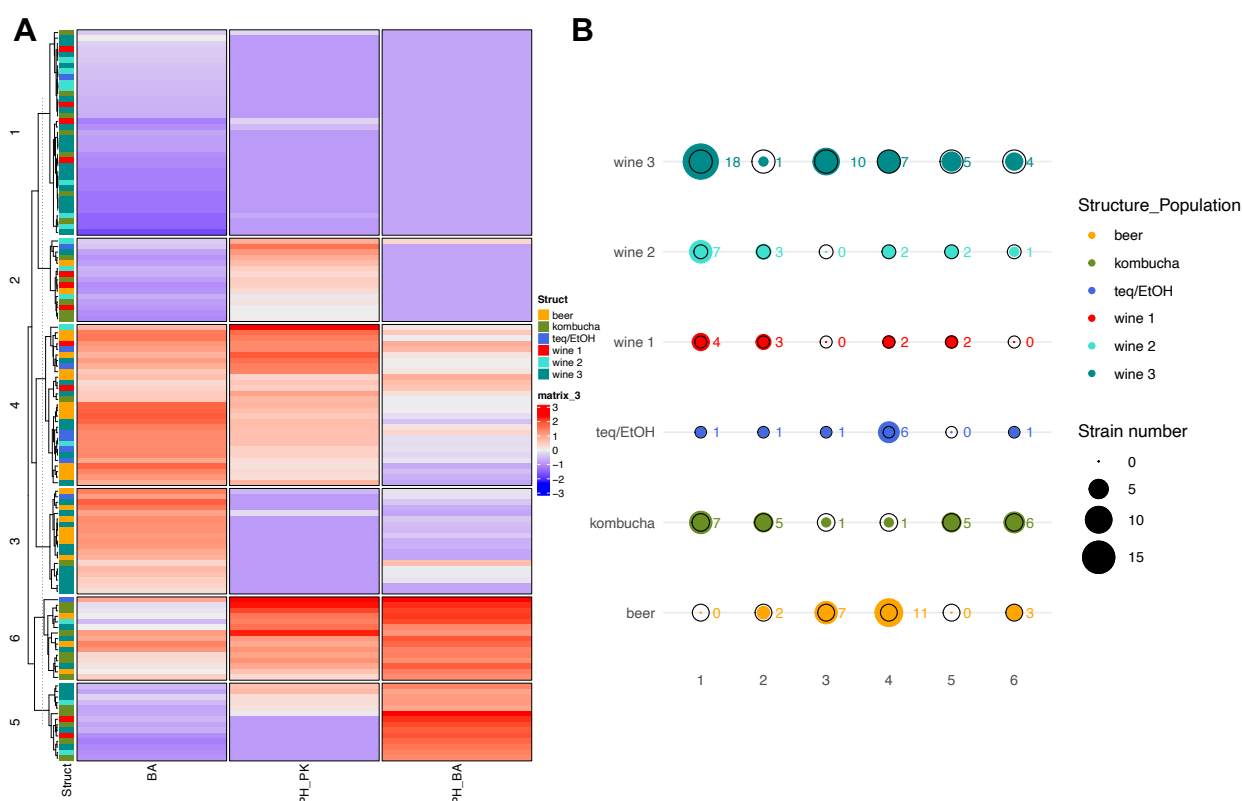 A
1
2
4
3
6
5
Struct
BA
PH_PK
PH_BA
Struct
beer
kombucha
teq/EtOH
wine 1
wine 2
wine 3
matrix_3
3
2
1
0
−1
−2
−3
B
wine 3 18 1 10 7 5 4
wine 2 7 3 0 2 2 1
wine 1 4 3 0 2 2 0
teq/EtOH 1 1 1 6 0 1
kombucha 7 5 1 1 5 6
beer 0 2 7 11 0 3
1 2 3 4 5 6
Structure_Population
beer
kombucha
teq/EtOH
wine 1
wine 2
wine 3
Strain number
0
5
10
15